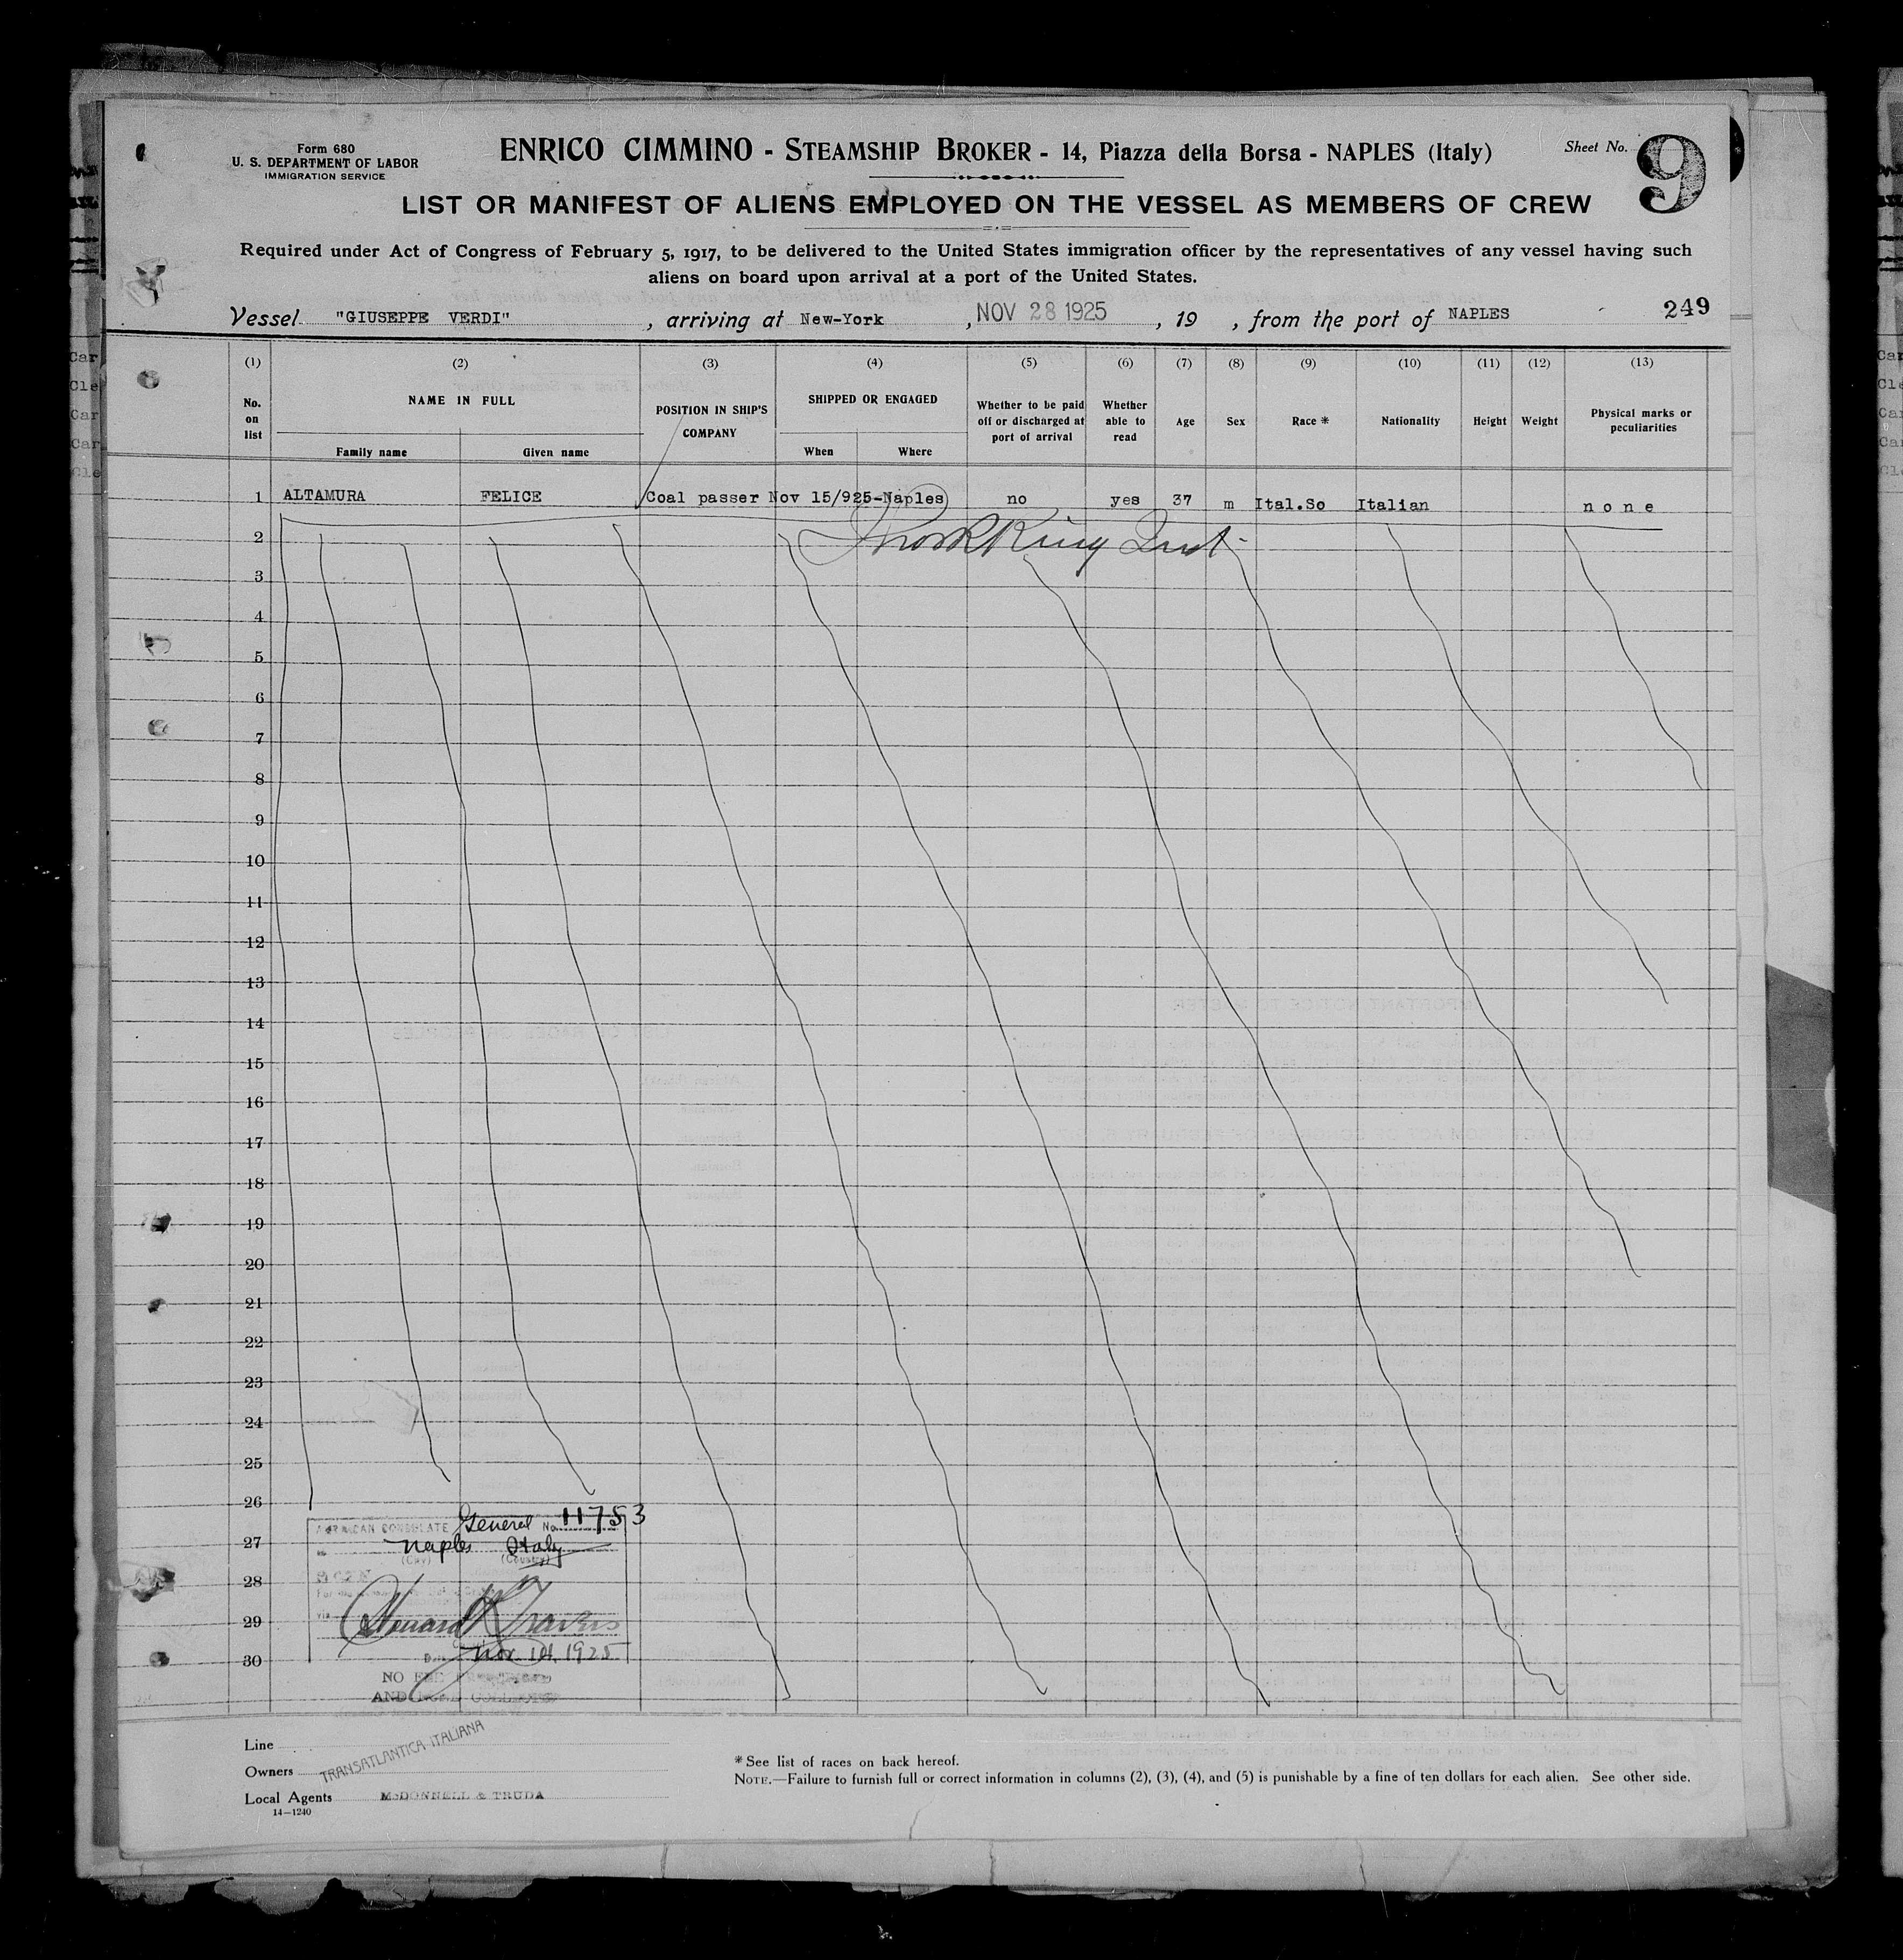 Form 680
U. S. DEPARTMENT OF LABOR
IMMIGRATION SERVICE
ENRICO CIMMINO - STEAMSHIP BROKER - 14, Piazza della Borsa - NAPLES (Italy)
Sheet No. 9
LIST OR MANIFEST OF ALIENS EMPLOYED ON THE VESSEL AS MEMBERS OF CREW
Required under Act of Congress of February 5, 1917, to be delivered to the United States immigration officer by the representatives of any vessel having such
aliens on board upon arrival at a port of the United States.
Vessel "GIUSEPPE VERDI", arriving at New-York, NOV 28 1925, 19 , from the port of NAPLES 249
(1) (2) (3) (4) (5) (6) (7) (8) (9) (10) (11) (12) (13)
No. on list
NAME IN FULL
Family name Given name
POSITION IN SHIP'S COMPANY
SHIPPED OR ENGAGED
When Where
Whether to be paid off or discharged at port of arrival
Whether able to read
Age Sex Race * Nationality Height Weight
Physical marks or peculiarities
1 ALTAMURA FELICE Coal passer Nov 15/925-Naples no yes 37 m Ital.So Italian none
2
3
4
5
6
7
8
9
10
11
12
13
14
15
16
17
18
19
20
21
22
23
24
25
26
AMERICAN CONSULATE General No. 11753
27
Naples Italy
(City) (Country)
28
29
Howard K Travers
30
Date Nov. 14, 1925
NO FEE PRESCRIBED
Line
Owners TRANSATLANTICA ITALIANA
Local Agents McDONNELL & TRUDA
14—1240
* See list of races on back hereof.
NOTE.—Failure to furnish full or correct information in columns (2), (3), (4), and (5) is punishable by a fine of ten dollars for each alien. See other side.